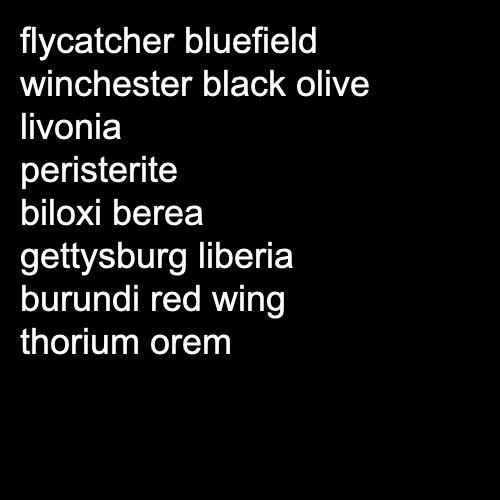 flycatcher bluefield
winchester black olive
livonia
peristerite
biloxi berea
gettysburg liberia
burundi red wing
thorium orem